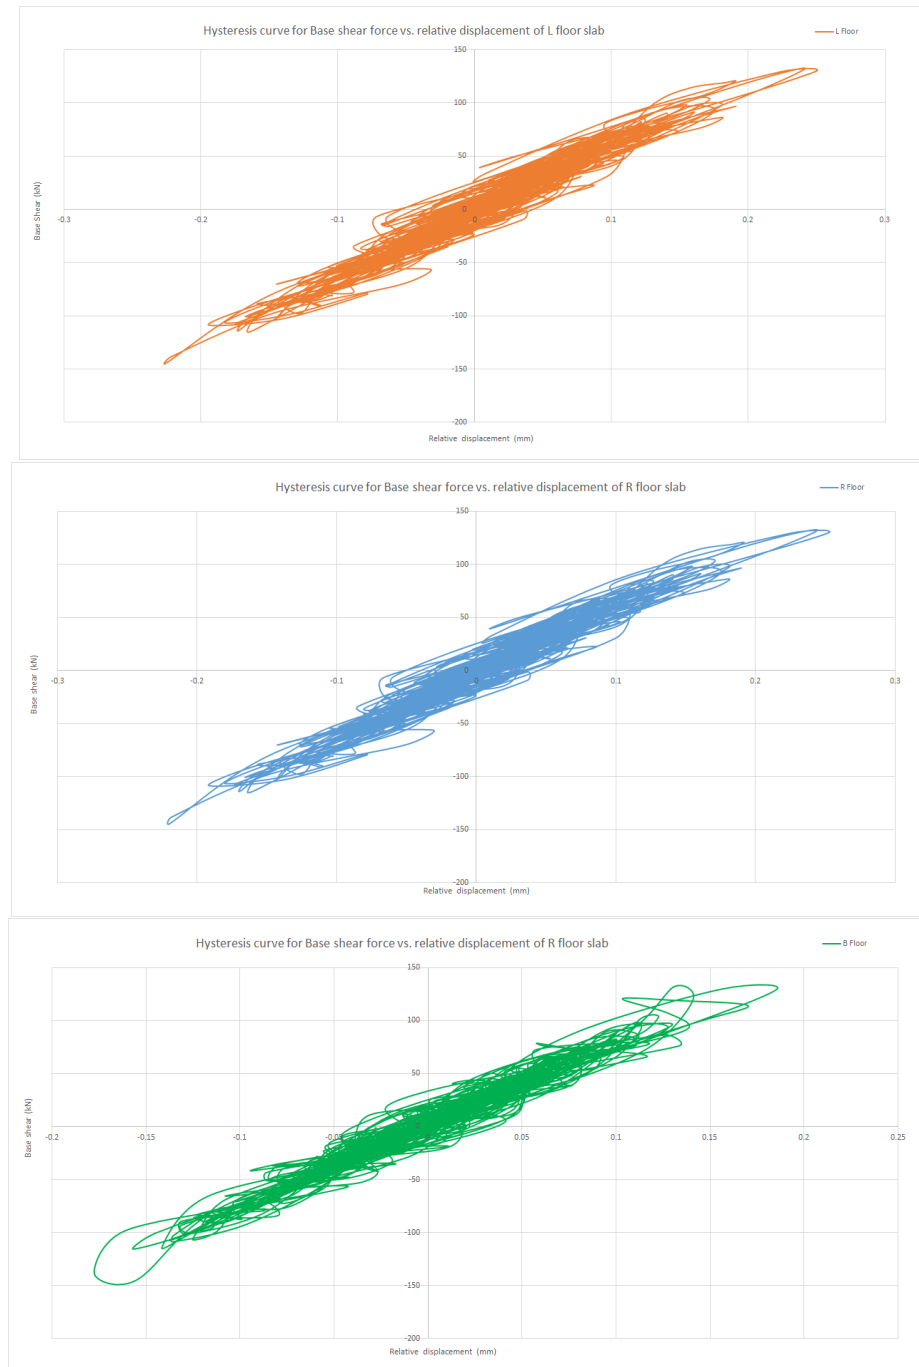 Hysteresis curve for Base shear force vs. relative displacement of L floor slab
L Floor
150
100
50
0
-50
-100
-150
-200
-0.3 -0.2 -0.1 0 0.1 0.2 0.3
Base Shear (kN)
Relative displacement (mm)
Hysteresis curve for Base shear force vs. relative displacement of R floor slab
R Floor
150
100
50
0
-50
-100
-150
-200
-0.3 -0.2 -0.1 0 0.1 0.2 0.3
Base shear (kN)
Relative displacement (mm)
Hysteresis curve for Base shear force vs. relative displacement of R floor slab
B Floor
150
100
50
0
-50
-100
-150
-200
-0.2 -0.15 -0.1 -0.05 0 0.05 0.1 0.15 0.2 0.25
Base shear (kN)
Relative displacement (mm)